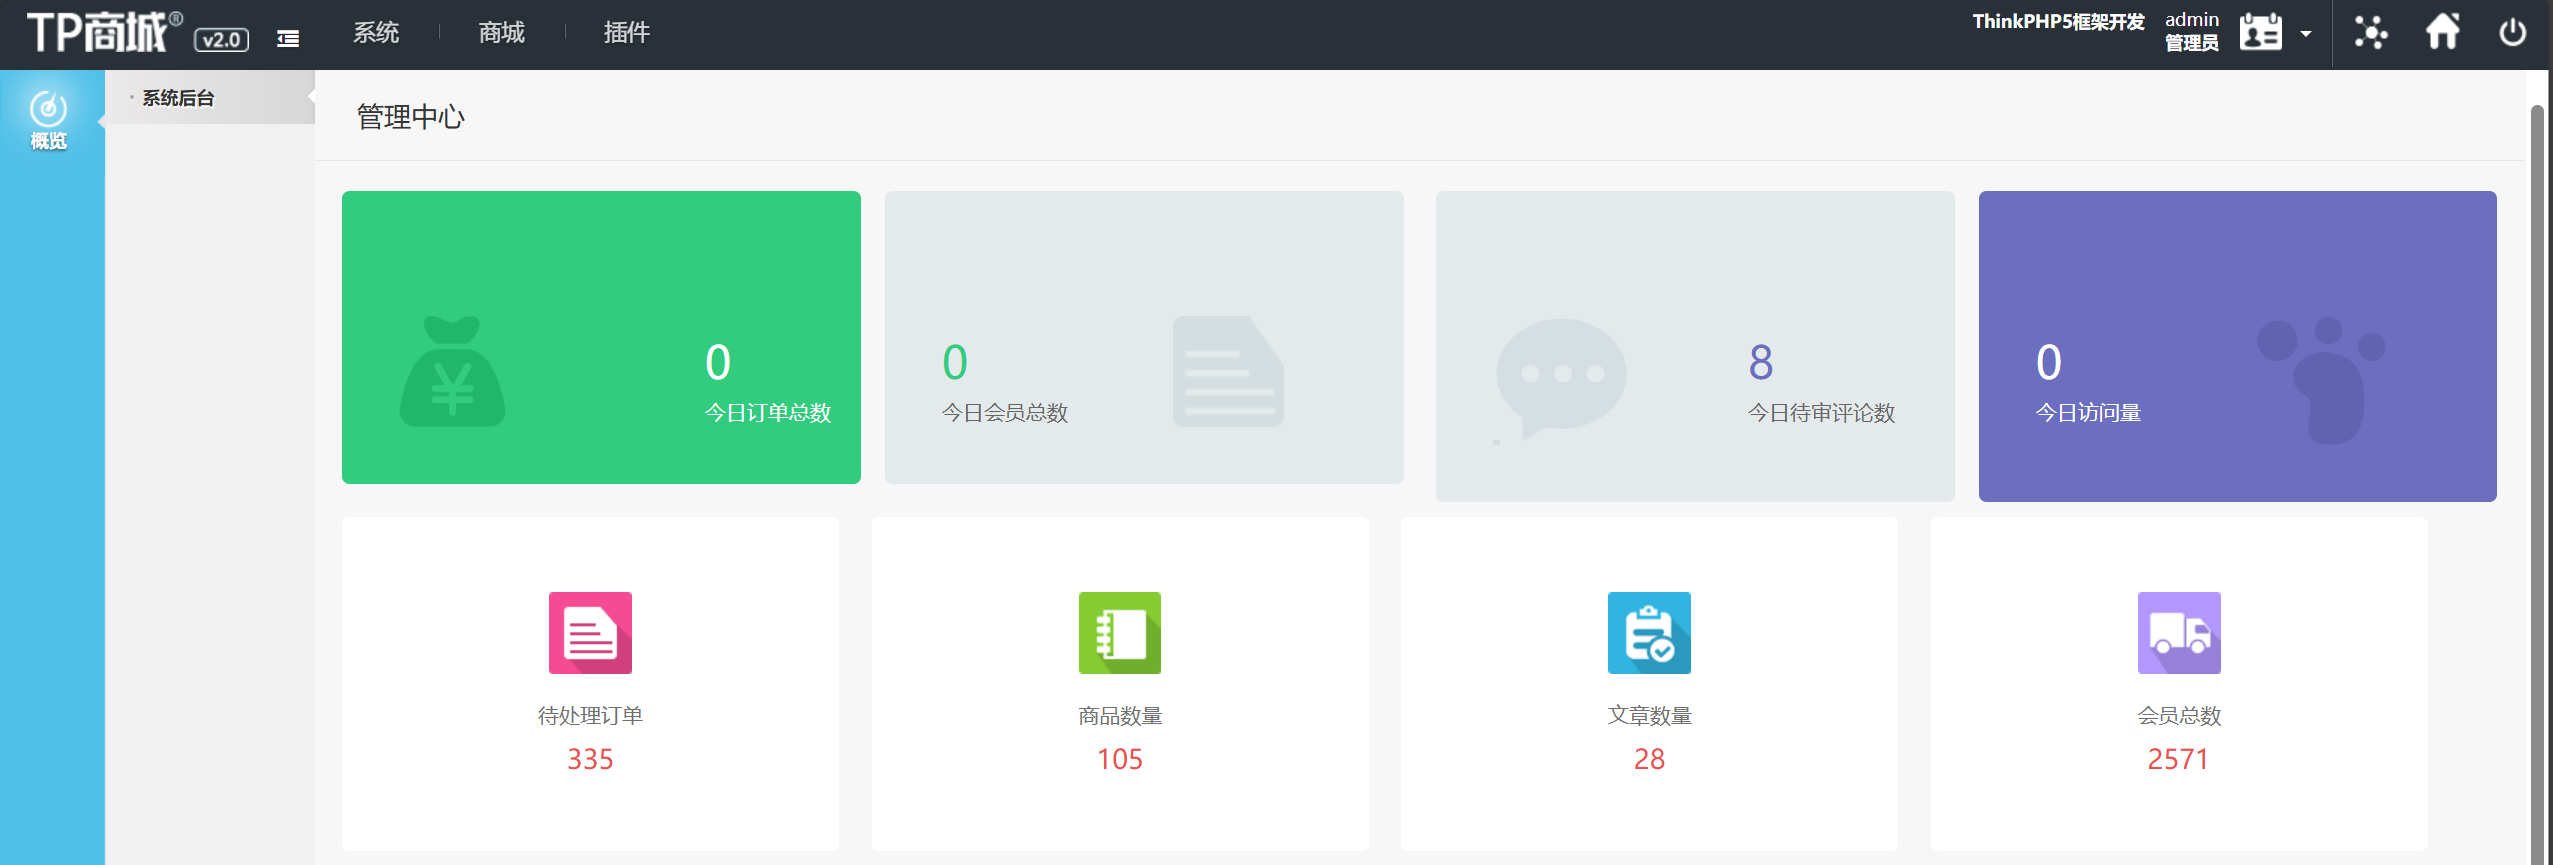 TP商城® v2.0
系统
商城
插件
ThinkPHP5框架开发
admin
管理员
概览
系统后台
管理中心
¥
0
今日订单总数
0
今日会员总数
8
今日待审评论数
0
今日访问量
待处理订单
335
商品数量
105
文章数量
28
会员总数
2571